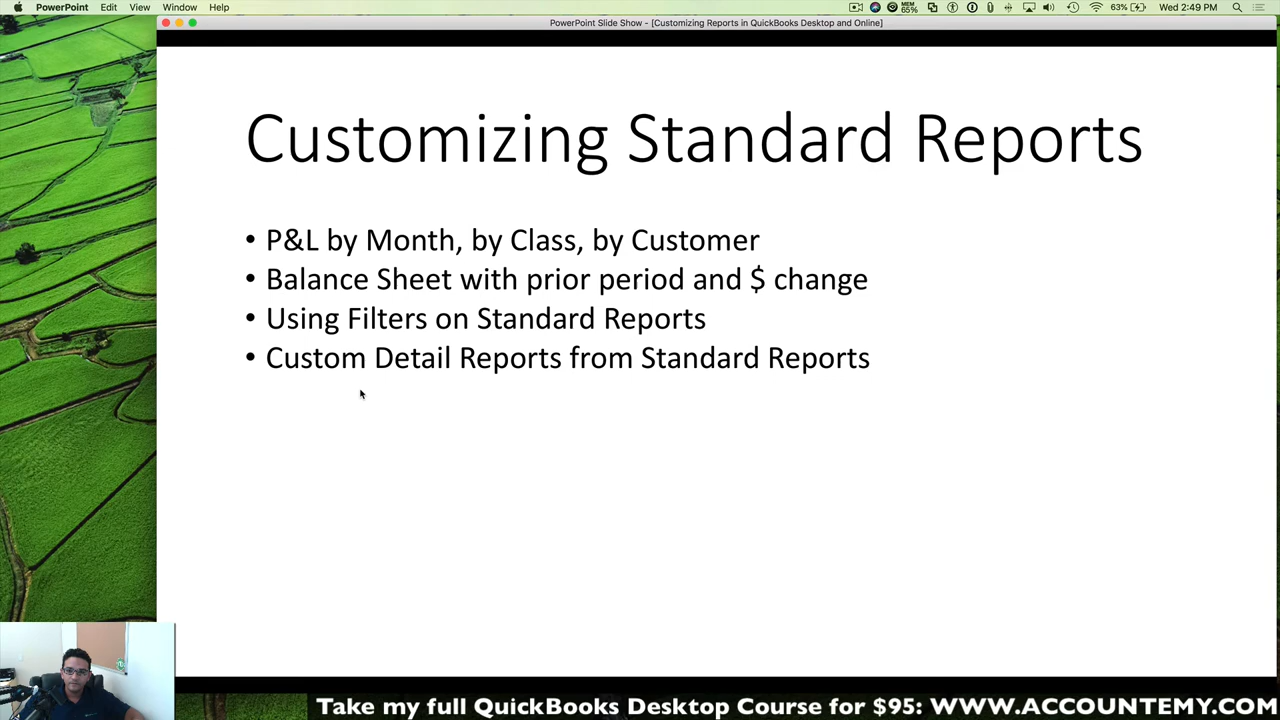 PowerPoint Edit View Window Help
MEM
65%
63%
Wed 2:49 PM
PowerPoint Slide Show - [Customizing Reports in QuickBooks Desktop and Online]
Customizing Standard Reports
• P&L by Month, by Class, by Customer
• Balance Sheet with prior period and $ change
• Using Filters on Standard Reports
• Custom Detail Reports from Standard Reports
Take my full QuickBooks Desktop Course for $95: WWW.ACCOUNTEMY.COM